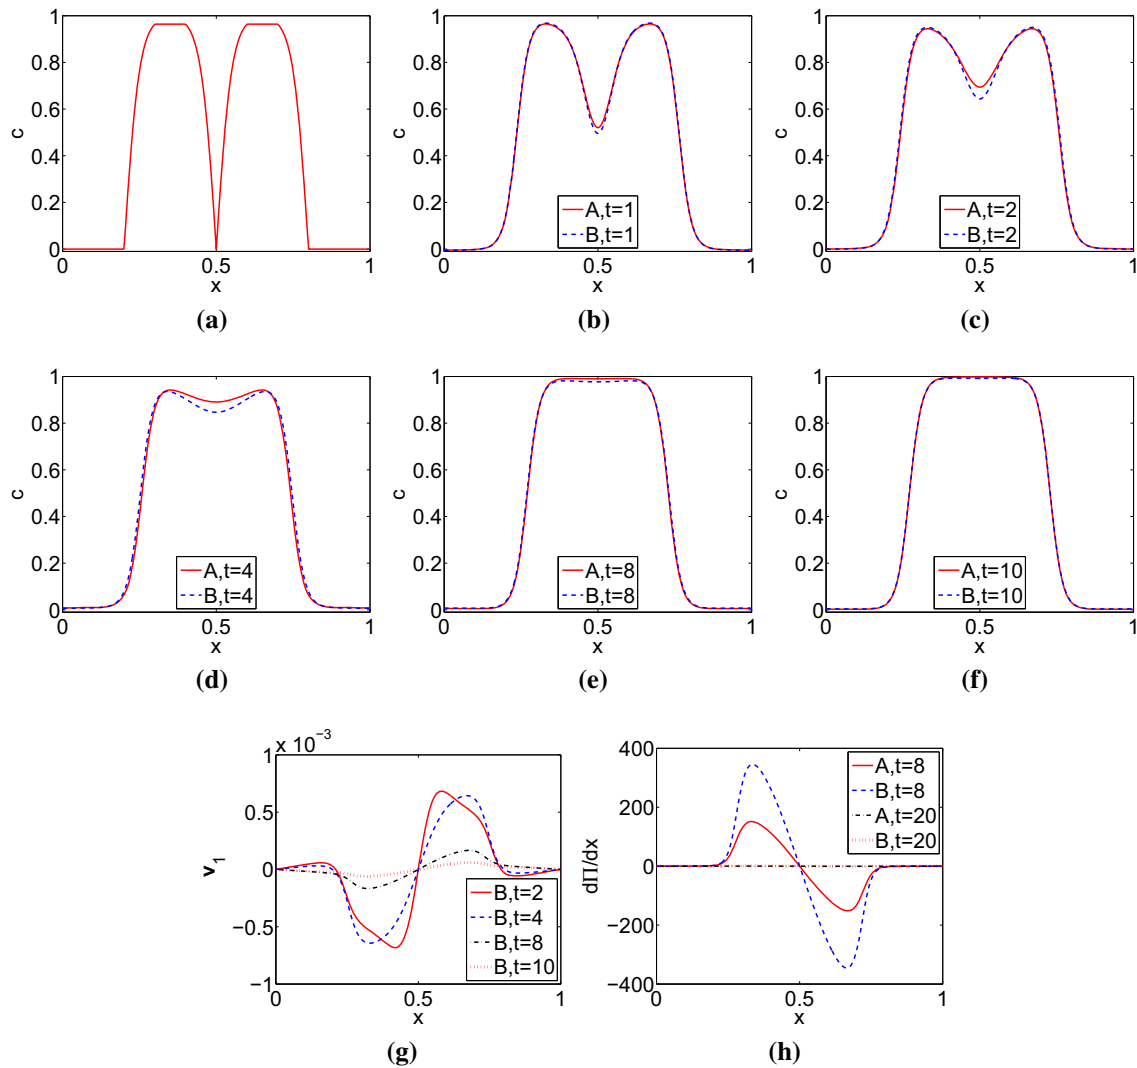 1
0.8
0.6
0.4
0.2
0
c
0 0.5 1
x
(a)
1
0.8
0.6
0.4
0.2
0
c
A,t=1
B,t=1
0 0.5 1
x
(b)
1
0.8
0.6
0.4
0.2
0
c
A,t=2
B,t=2
0 0.5 1
x
(c)
1
0.8
0.6
0.4
0.2
0
c
A,t=4
B,t=4
0 0.5 1
x
(d)
1
0.8
0.6
0.4
0.2
0
c
A,t=8
B,t=8
0 0.5 1
x
(e)
1
0.8
0.6
0.4
0.2
0
c
A,t=10
B,t=10
0 0.5 1
x
(f)
x 10⁻³
1
0.5
0
−0.5
−1
v₁
B,t=2
B,t=4
B,t=8
B,t=10
0 0.5 1
x
(g)
400
200
0
−200
−400
dΠ/dx
A,t=8
B,t=8
A,t=20
B,t=20
0 0.5 1
x
(h)